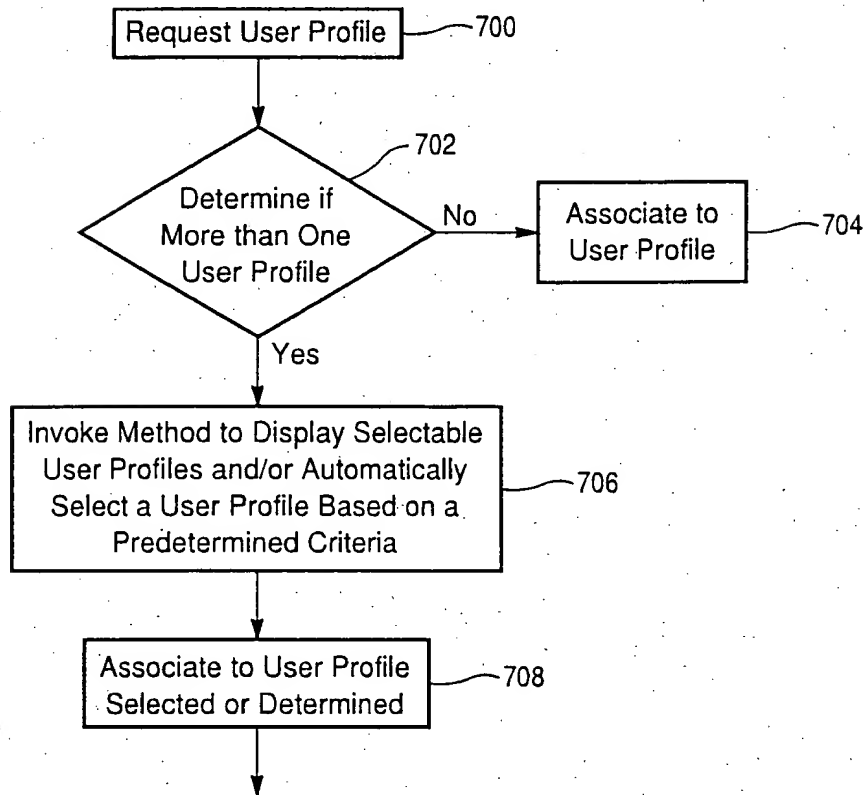 Request User Profile
700
702
Determine if
More than One
User Profile
No
Associate to
User Profile
704
Yes
Invoke Method to Display Selectable
User Profiles and/or Automatically
Select a User Profile Based on a
Predetermined Criteria
706
Associate to User Profile
Selected or Determined
708